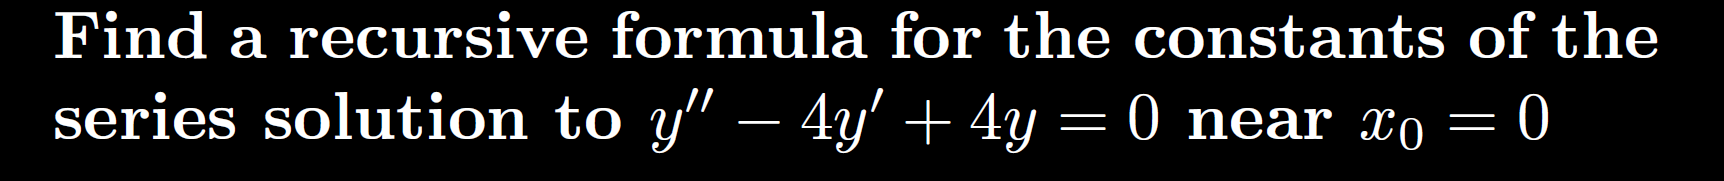 Find a recursive formula for the constants of the
series solution to y′′ − 4y′ + 4y = 0 near x₀ = 0